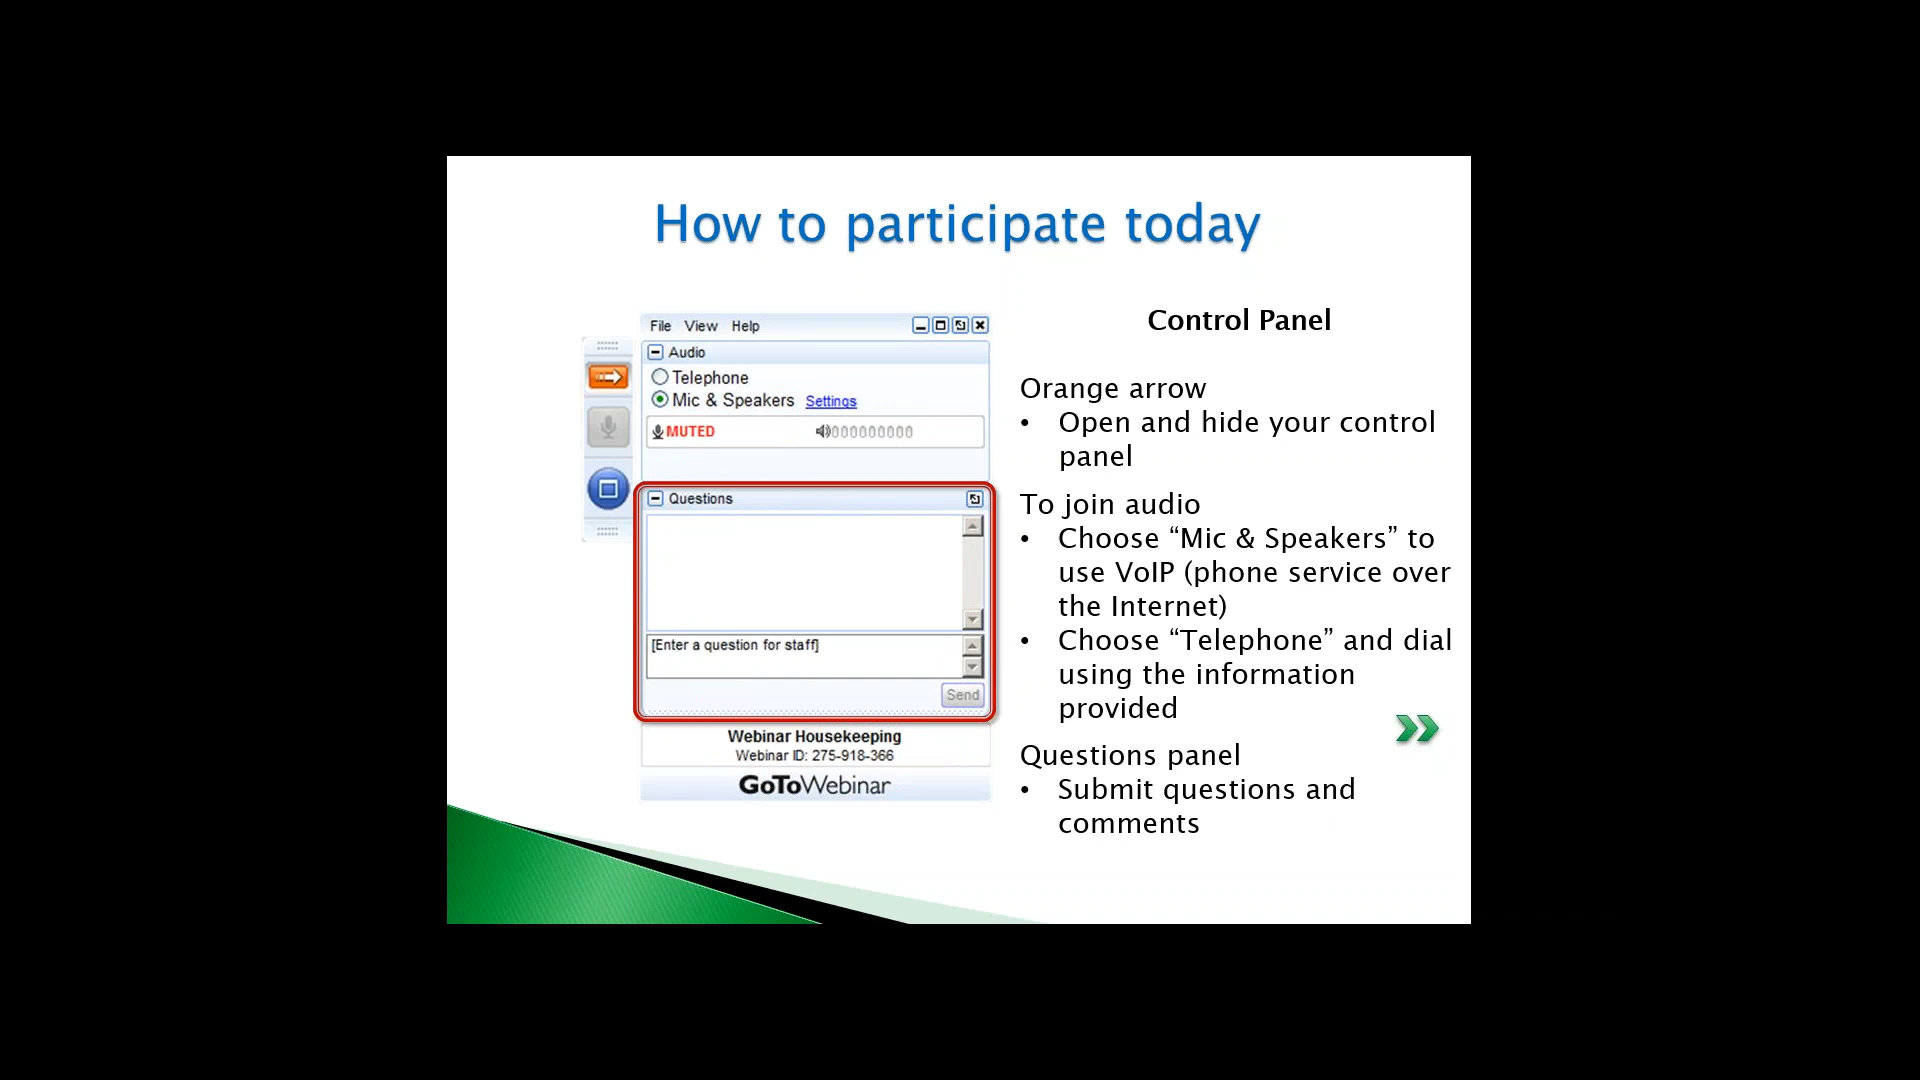 How to participate today
File View Help
Audio
Telephone
Mic & Speakers Settings
MUTED
Questions
[Enter a question for staff]
Send
Webinar Housekeeping
Webinar ID: 275-918-366
GoToWebinar
Control Panel
Orange arrow
• Open and hide your control
panel
To join audio
• Choose “Mic & Speakers” to
use VoIP (phone service over
the Internet)
• Choose “Telephone” and dial
using the information
provided
Questions panel
• Submit questions and
comments